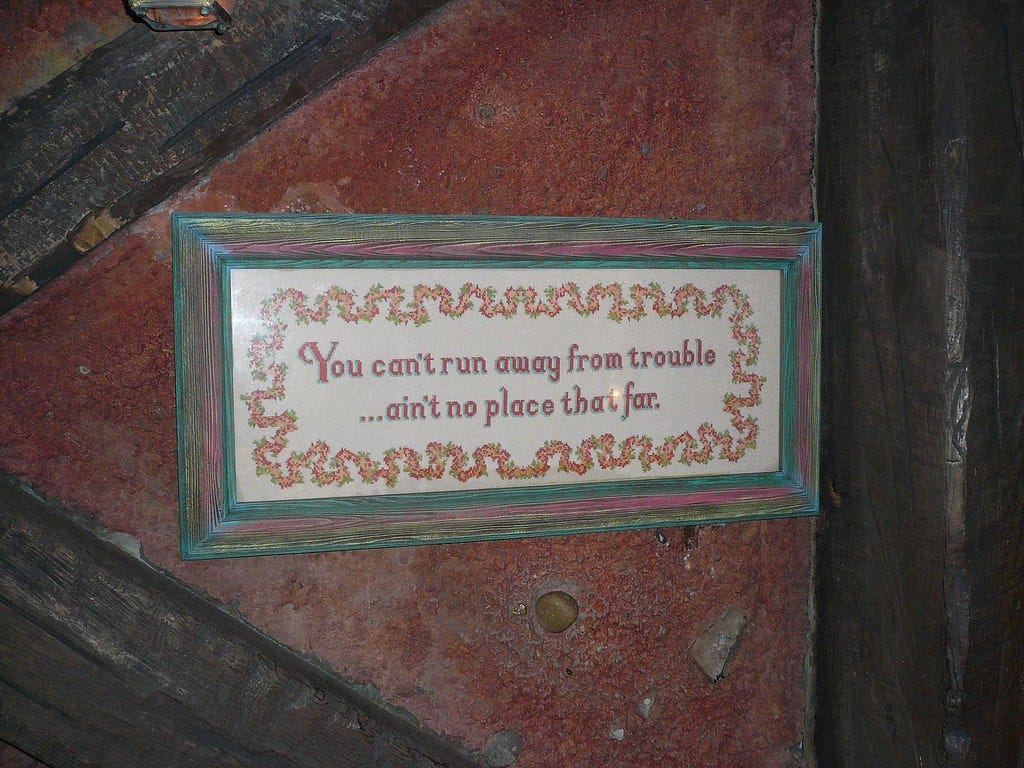 You can't run away from trouble
...ain't no place that far.